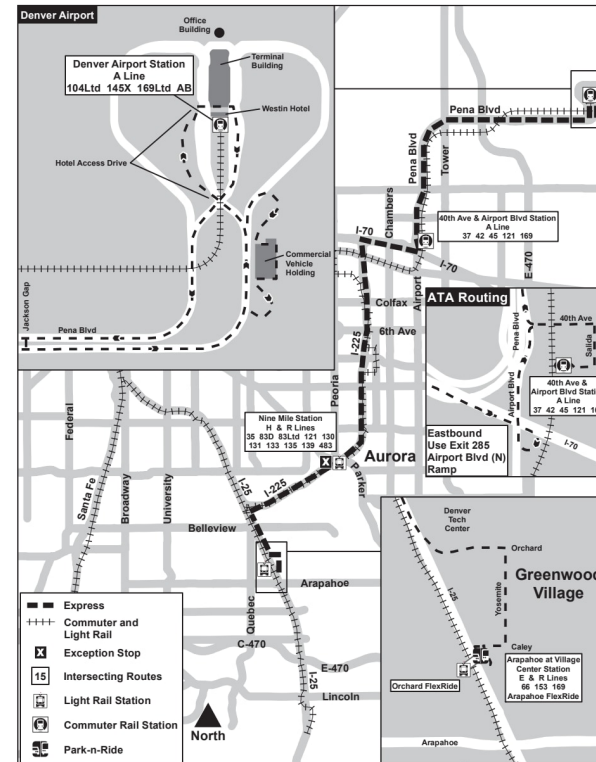 Denver Airport
Office
Building
Terminal
Building
Denver Airport Station
A Line
104Ltd 145X 169Ltd AB
Westin Hotel
Hotel Access Drive
Commercial
Vehicle
Holding
Jackson Gap
Pena Blvd
Pena Blvd
Pena Blvd
Tower
Chambers
40th Ave & Airport Blvd Station
A Line
37 42 45 121 169
I-70
I-70
E-470
Airport
Colfax
6th Ave
I-225
Peoria
ATA Routing
40th Ave
Pena Blvd
Salida
Airport Blvd
40th Ave &
Airport Blvd Stati
A Line
37 42 45 121 16
I-70
Eastbound
Use Exit 285
Airport Blvd (N)
Ramp
Nine Mile Station
H & R Lines
35 83D 83Ltd 121 130
131 133 135 139 483
X
Aurora
Parker
Federal
Santa Fe
Broadway
University
I-25
I-225
Belleview
Arapahoe
Quebec
C-470
E-470
I-25
Lincoln
Denver
Tech
Center
Orchard
I-25
Greenwood
Village
Yosemite
Caley
Arapahoe at Village
Center Station
E & R Lines
66 153 169
Arapahoe FlexRide
Orchard FlexRide
Arapahoe
Express
Commuter and
Light Rail
X Exception Stop
15 Intersecting Routes
Light Rail Station
Commuter Rail Station
Park-n-Ride
North